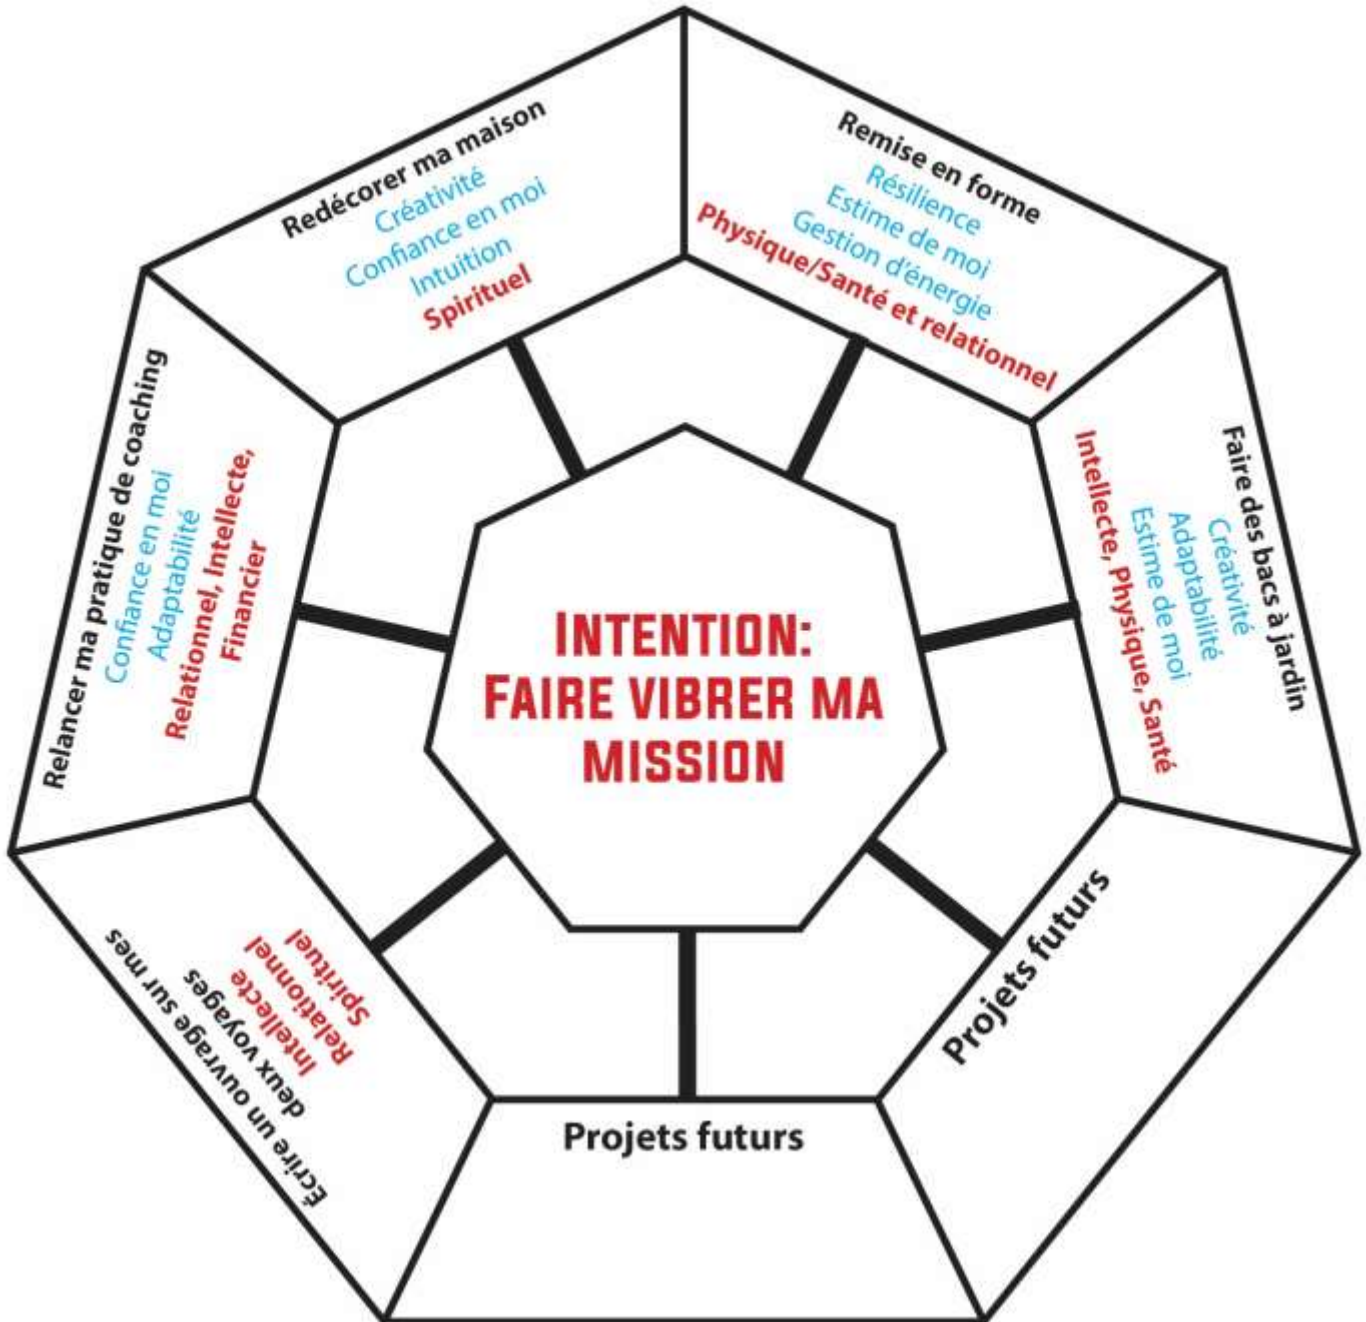 Redécorer ma maison
Créativité
Confiance en moi
Intuition
Spirituel
Remise en forme
Résilience
Estime de moi
Gestion d'énergie
Physique/Santé et relationnel
Faire des bacs à jardin
Créativité
Adaptabilité
Estime de moi
Intellecte, Physique, Santé
Projets futurs
Projets futurs
Écrire un ouvrage sur mes
deux voyages
Intellecte
Relationnel
Spirituel
Relancer ma pratique de coaching
Confiance en moi
Adaptabilité
Relationnel, Intellecte,
Financier
INTENTION:
FAIRE VIBRER MA
MISSION